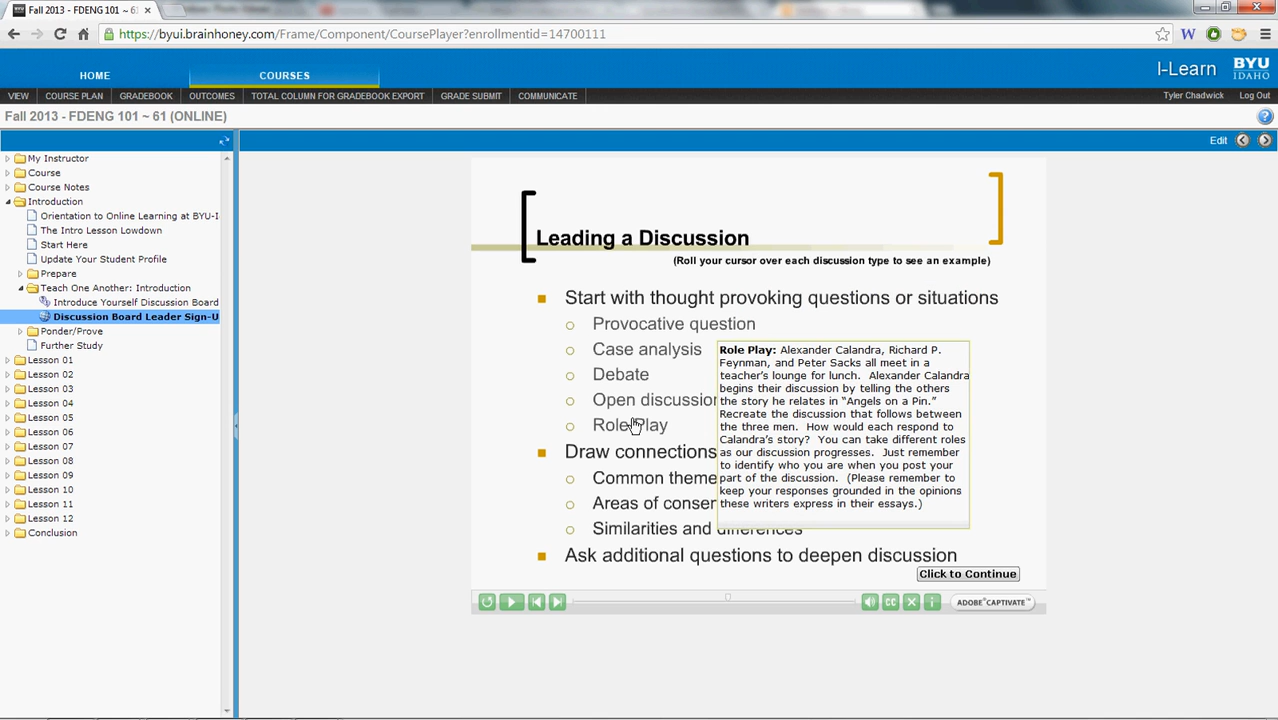 Fall 2013 - FDENG 101 ~ 61
https://byui.brainhoney.com/Frame/Component/CoursePlayer?enrollmentid=14700111
HOME
COURSES
I-Learn
BYU
IDAHO
VIEW COURSE PLAN GRADEBOOK OUTCOMES TOTAL COLUMN FOR GRADEBOOK EXPORT GRADE SUBMIT COMMUNICATE
Tyler Chadwick Log Out
Fall 2013 - FDENG 101 ~ 61 (ONLINE)
Edit
My Instructor
Course
Course Notes
Introduction
Orientation to Online Learning at BYU-I
The Intro Lesson Lowdown
Start Here
Update Your Student Profile
Prepare
Teach One Another: Introduction
Introduce Yourself Discussion Board
Discussion Board Leader Sign-U
Ponder/Prove
Further Study
Lesson 01
Lesson 02
Lesson 03
Lesson 04
Lesson 05
Lesson 06
Lesson 07
Lesson 08
Lesson 09
Lesson 10
Lesson 11
Lesson 12
Conclusion
Leading a Discussion
(Roll your cursor over each discussion type to see an example)
Start with thought provoking questions or situations
Provocative question
Case analysis
Debate
Open discussion
Role Play
Draw connections
Common theme
Areas of conser
Similarities and differences
Ask additional questions to deepen discussion
Role Play: Alexander Calandra, Richard P.
Feynman, and Peter Sacks all meet in a
teacher's lounge for lunch. Alexander Calandra
begins their discussion by telling the others
the story he relates in “Angels on a Pin.”
Recreate the discussion that follows between
the three men. How would each respond to
Calandra's story? You can take different roles
as our discussion progresses. Just remember
to identify who you are when you post your
part of the discussion. (Please remember to
keep your responses grounded in the opinions
these writers express in their essays.)
Click to Continue
CC
ADOBE® CAPTIVATE™